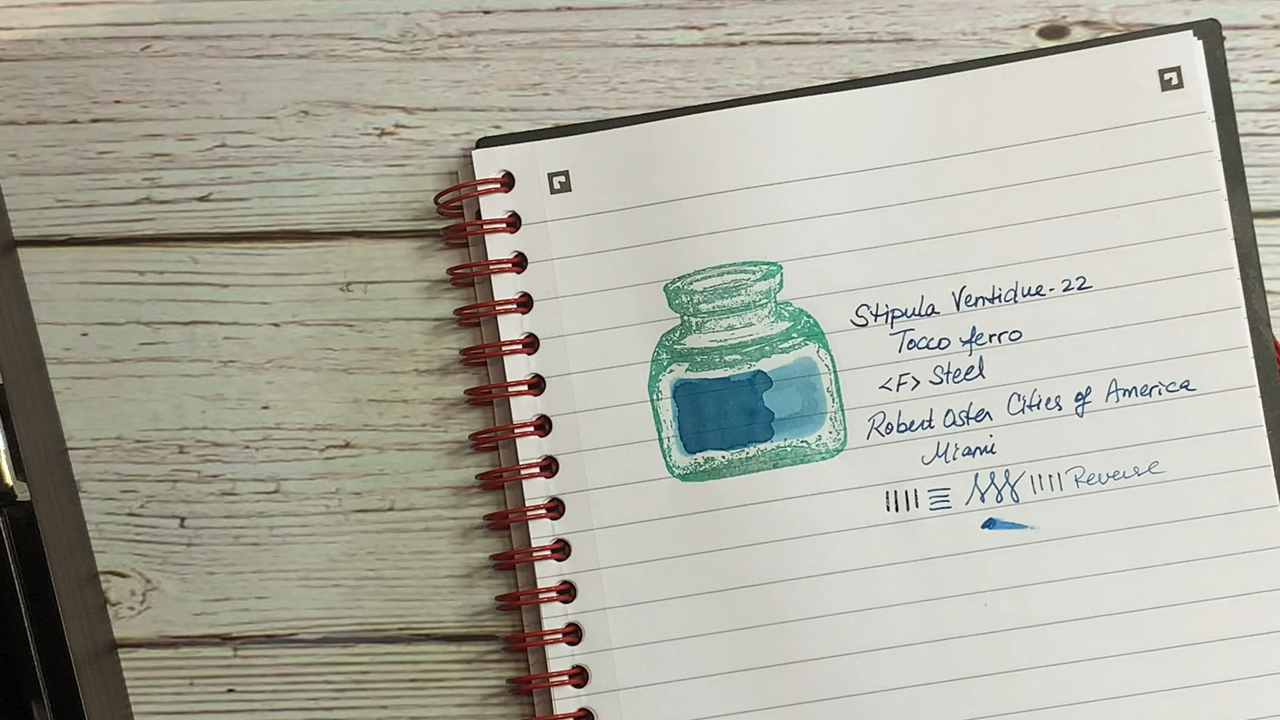 Stipula Ventidue-22
Tocco ferro
<F> Steel
Robert Oster Cities of America
Miami
Reverse